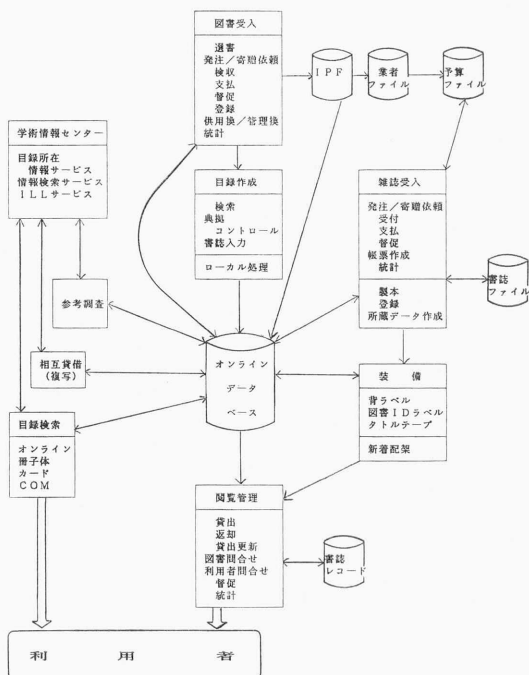 図書受入
選書
発注/寄贈依頼
検収
支払
督促
登録
供用換/管理換
統計
IPF
業者
ファイル
予算
ファイル
学術情報センター
目録所在
情報サービス
情報検索サービス
ILLサービス
目録作成
検索
典拠
コントロール
書誌入力
ローカル処理
雑誌受入
発注/寄贈依頼
受付
支払
督促
帳票作成
統計
製本
登録
所蔵データ作成
書誌
ファイル
参考調査
相互貸借
(複写)
オンライン
データ
ベース
装備
背ラベル
図書IDラベル
タトルテープ
新着配架
目録検索
オンライン
冊子体
カード
COM
閲覧管理
貸出
返却
貸出更新
図書問合せ
利用者問合せ
督促
統計
書誌
レコード
利用者